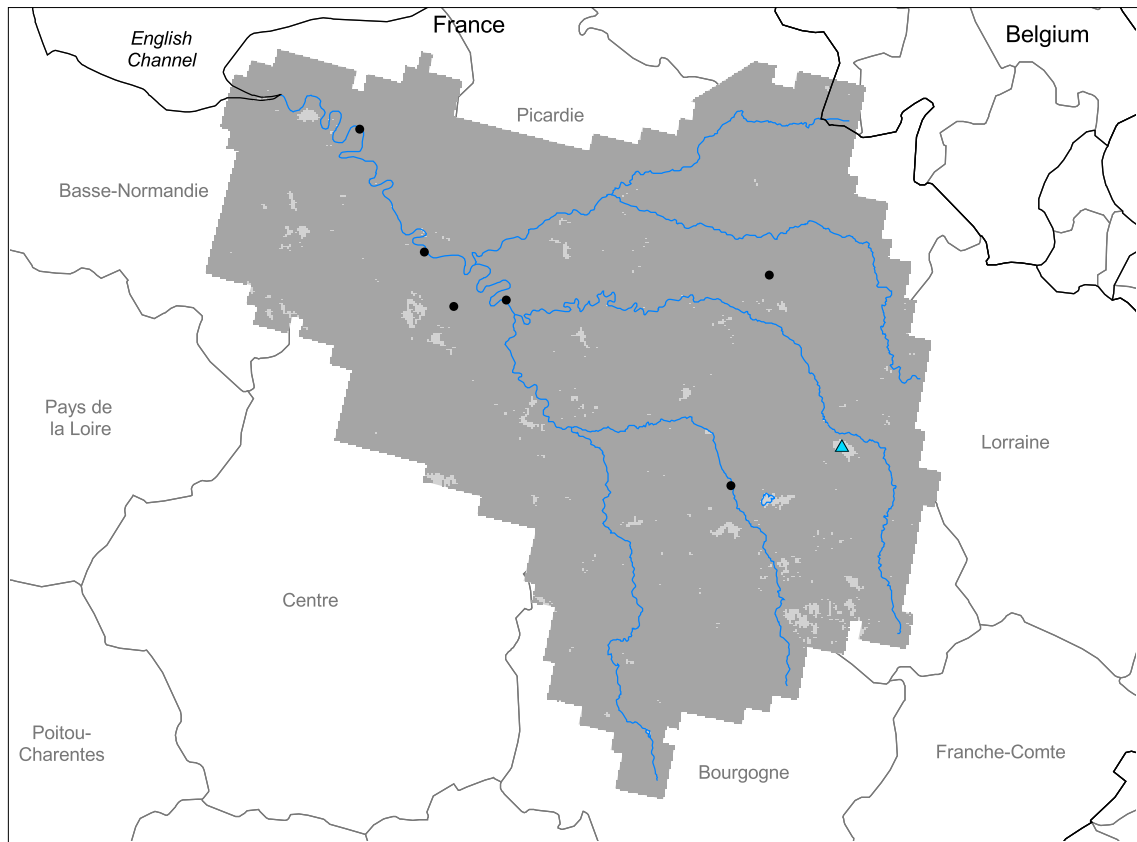 France
English
Channel
Belgium
Picardie
Basse-Normandie
Pays de
la Loire
Lorraine
Centre
Poitou-
Charentes
Bourgogne
Franche-Comte